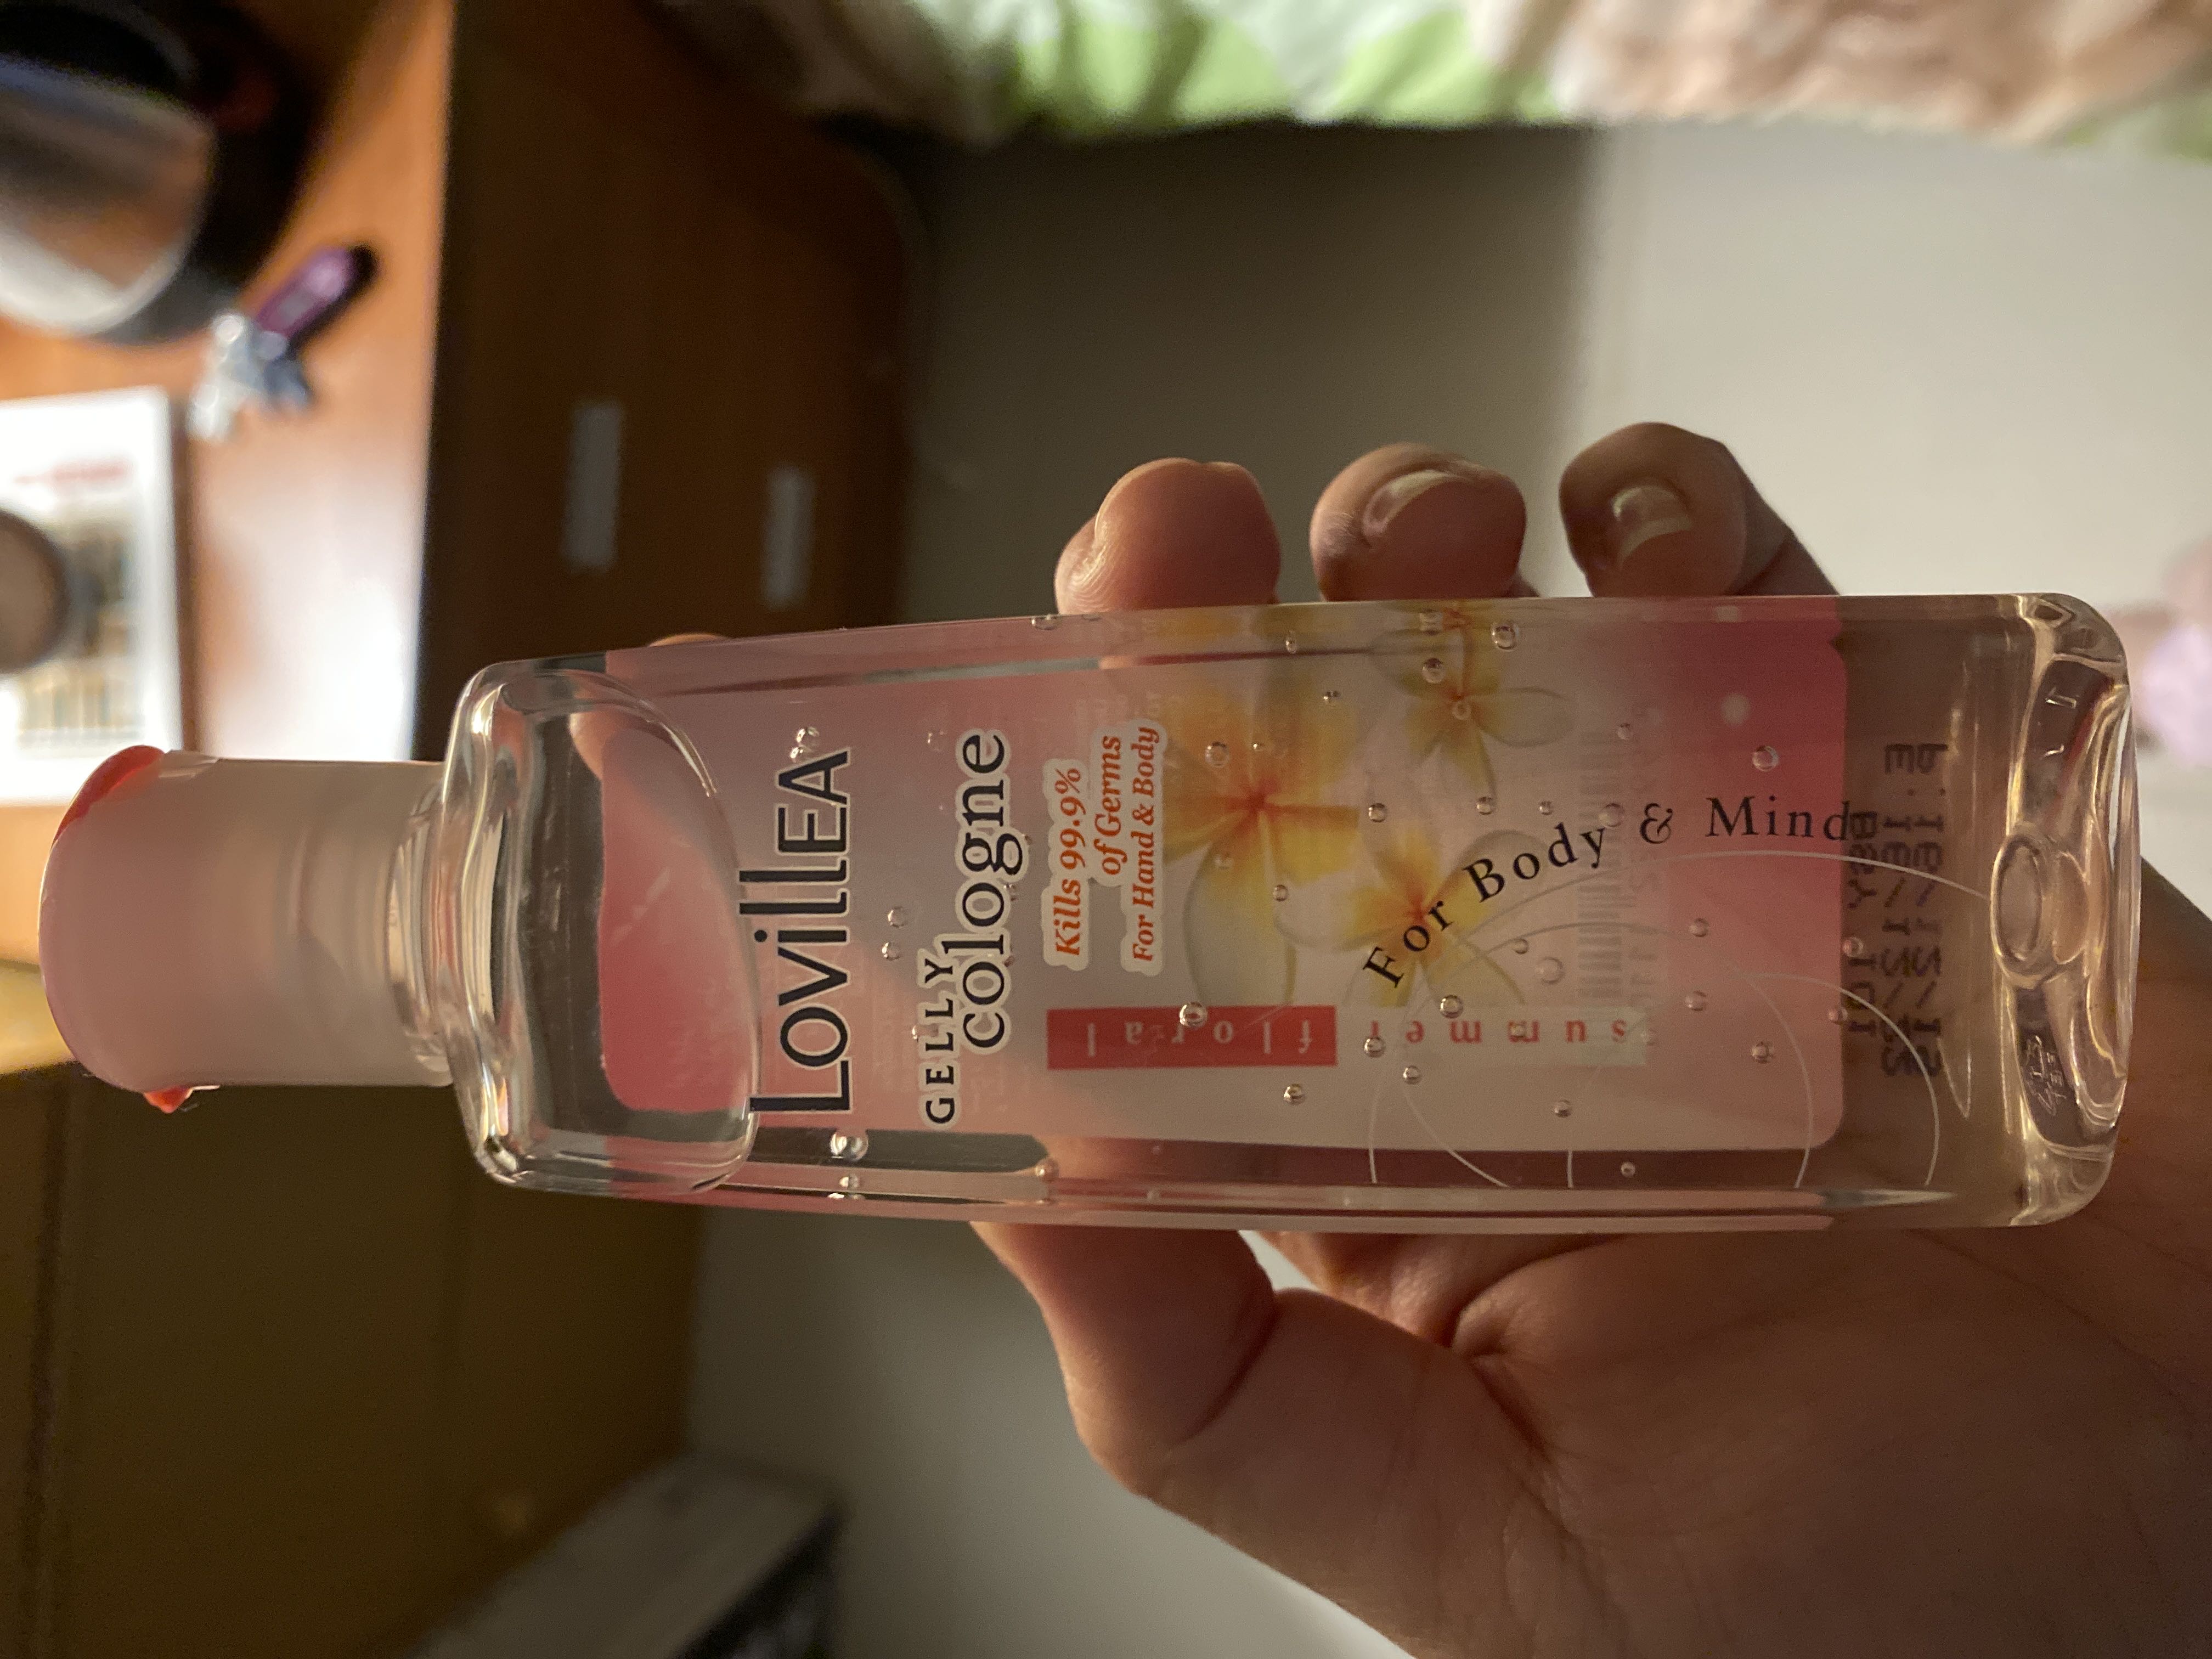 LovillEA
GELLY
cologne
Kills 99.9%
of Germs
For Hand & Body
summer floral
For Body & Mind